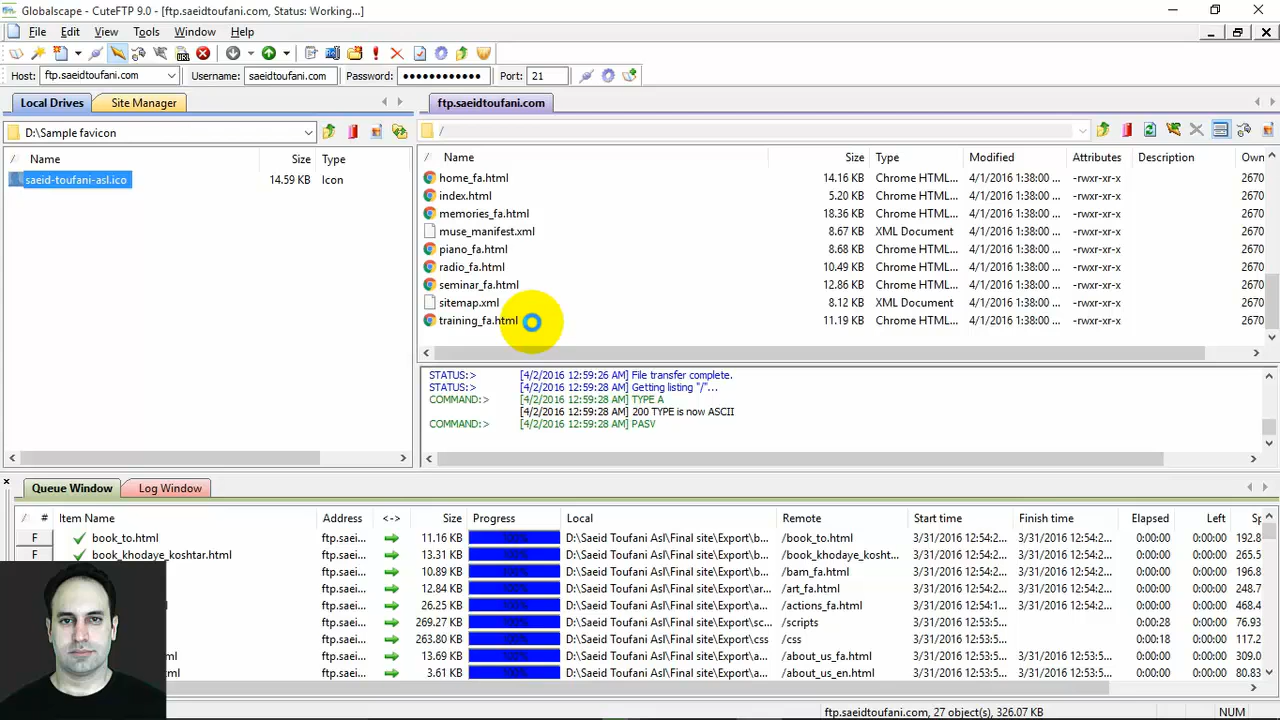 Globalscape - CuteFTP 9.0 - [ftp.saeidtoufani.com, Status: Working...]
File Edit View Tools Window Help
Host: ftp.saeidtoufani.com Username: saeidtoufani.com Password: •••••••••••• Port: 21
Local Drives Site Manager ftp.saeidtoufani.com
D:\Sample favicon /
/ Name Size Type
saeid-toufani-asl.ico 14.59 KB Icon
/ Name Size Type Modified Attributes Description Own
home_fa.html 14.16 KB Chrome HTML... 4/1/2016 1:38:00 ... -rwxr-xr-x 2670
index.html 5.20 KB Chrome HTML... 4/1/2016 1:38:00 ... -rwxr-xr-x 2670
memories_fa.html 18.36 KB Chrome HTML... 4/1/2016 1:38:00 ... -rwxr-xr-x 2670
muse_manifest.xml 8.67 KB XML Document 4/1/2016 1:38:00 ... -rwxr-xr-x 2670
piano_fa.html 8.68 KB Chrome HTML... 4/1/2016 1:38:00 ... -rwxr-xr-x 2670
radio_fa.html 10.49 KB Chrome HTML... 4/1/2016 1:38:00 ... -rwxr-xr-x 2670
seminar_fa.html 12.86 KB Chrome HTML... 4/1/2016 1:38:00 ... -rwxr-xr-x 2670
sitemap.xml 8.12 KB XML Document 4/1/2016 1:38:00 ... -rwxr-xr-x 2670
training_fa.html 11.19 KB Chrome HTML... 4/1/2016 1:38:00 ... -rwxr-xr-x 2670
STATUS:> [4/2/2016 12:59:26 AM] File transfer complete.
STATUS:> [4/2/2016 12:59:28 AM] Getting listing "/"...
COMMAND:> [4/2/2016 12:59:28 AM] TYPE A
[4/2/2016 12:59:28 AM] 200 TYPE is now ASCII
COMMAND:> [4/2/2016 12:59:28 AM] PASV
Queue Window Log Window
/ # Item Name Address <-> Size Progress Local Remote Start time Finish time Elapsed Left Sp
F book_to.html ftp.saei... 11.16 KB 100% D:\Saeid Toufani Asl\Final site\Export\b... /book_to.html 3/31/2016 12:54:2... 3/31/2016 12:54:2... 0:00:00 0:00:00 192.8
F book_khodaye_koshtar.html ftp.saei... 13.31 KB 100% D:\Saeid Toufani Asl\Final site\Export\b... /book_khodaye_kosht... 3/31/2016 12:54:2... 3/31/2016 12:54:2... 0:00:00 0:00:00 265.5
ftp.saei... 10.89 KB 100% D:\Saeid Toufani Asl\Final site\Export\b... /bam_fa.html 3/31/2016 12:54:2... 3/31/2016 12:54:2... 0:00:00 0:00:00 196.8
ftp.saei... 12.84 KB 100% D:\Saeid Toufani Asl\Final site\Export\ar... /art_fa.html 3/31/2016 12:54:2... 3/31/2016 12:54:2... 0:00:00 0:00:00 248.7
ftp.saei... 26.25 KB 100% D:\Saeid Toufani Asl\Final site\Export\a... /actions_fa.html 3/31/2016 12:54:1... 3/31/2016 12:54:2... 0:00:00 0:00:00 468.4
ftp.saei... 269.27 KB 100% D:\Saeid Toufani Asl\Final site\Export\sc... /scripts 3/31/2016 12:53:5... 0:00:28 0:00:00 76.93
ftp.saei... 263.80 KB 100% D:\Saeid Toufani Asl\Final site\Export\css /css 3/31/2016 12:53:5... 0:00:18 0:00:00 117.2
ml ftp.saei... 13.69 KB 100% D:\Saeid Toufani Asl\Final site\Export\a... /about_us_fa.html 3/31/2016 12:53:5... 3/31/2016 12:53:5... 0:00:00 0:00:00 309.0
.html ftp.saei... 3.61 KB 100% D:\Saeid Toufani Asl\Final site\Export\a... /about_us_en.html 3/31/2016 12:53:5... 3/31/2016 12:53:5... 0:00:00 0:00:00 80.83
ftp.saeidtoufani.com, 27 object(s), 326.07 KB NUM